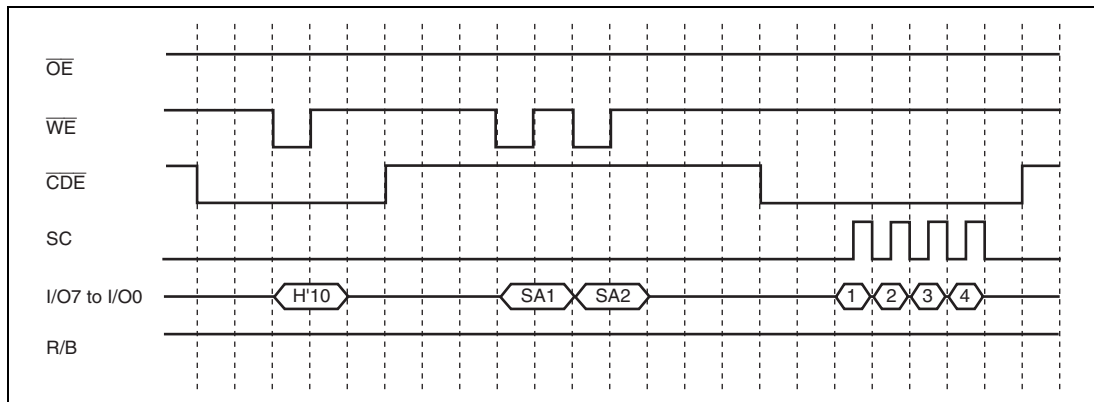 OE
WE
CDE
SC
I/O7 to I/O0 H'10 SA1 SA2 1 2 3 4
R/B